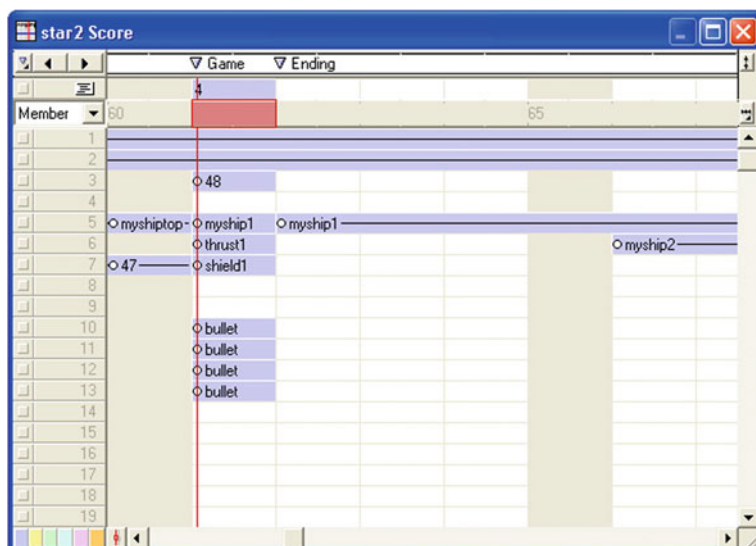 star2 Score
Game Ending
4
Member 60 65
1
2
3 48
4
5 myshiptop myship1 myship1
6 thrust1 myship2
7 47 shield1
8
9
10 bullet
11 bullet
12 bullet
13 bullet
14
15
16
17
18
19